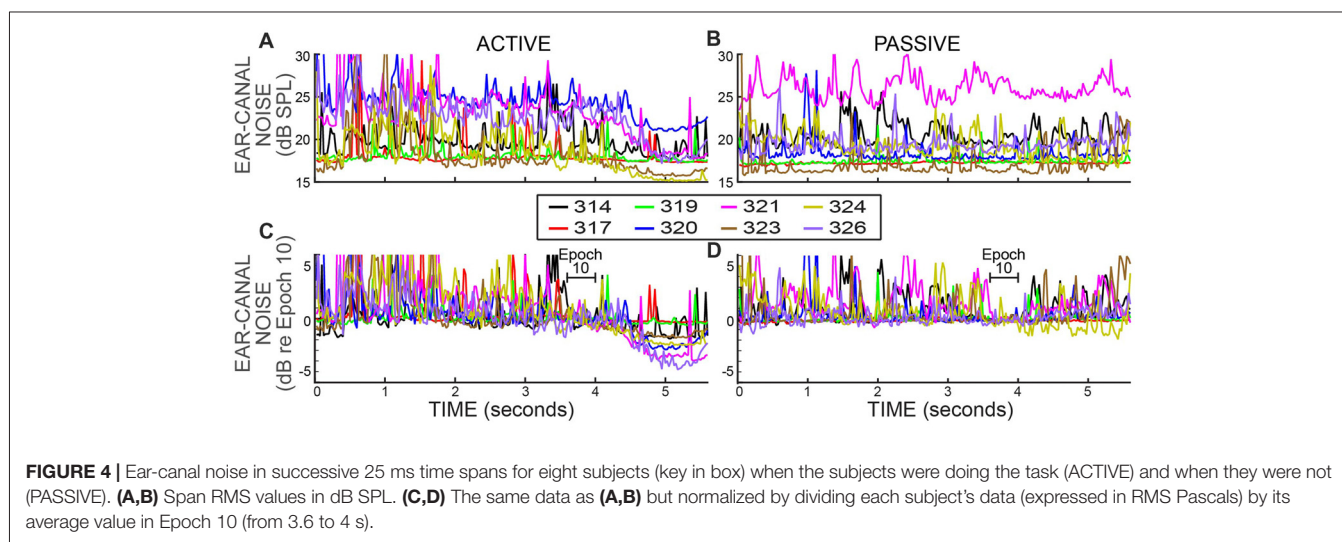 A
ACTIVE
B
PASSIVE
EAR-CANAL
NOISE
(dB SPL)
30
25
20
15
30
25
20
15
314 319 321 324
317 320 323 326
C
D
EAR-CANAL
NOISE
(dB re Epoch 10)
5
0
-5
Epoch
10
5
0
-5
Epoch
10
0 1 2 3 4 5
TIME (seconds)
0 1 2 3 4 5
TIME (seconds)
FIGURE 4 | Ear-canal noise in successive 25 ms time spans for eight subjects (key in box) when the subjects were doing the task (ACTIVE) and when they were not
(PASSIVE). (A,B) Span RMS values in dB SPL. (C,D) The same data as (A,B) but normalized by dividing each subject's data (expressed in RMS Pascals) by its
average value in Epoch 10 (from 3.6 to 4 s).